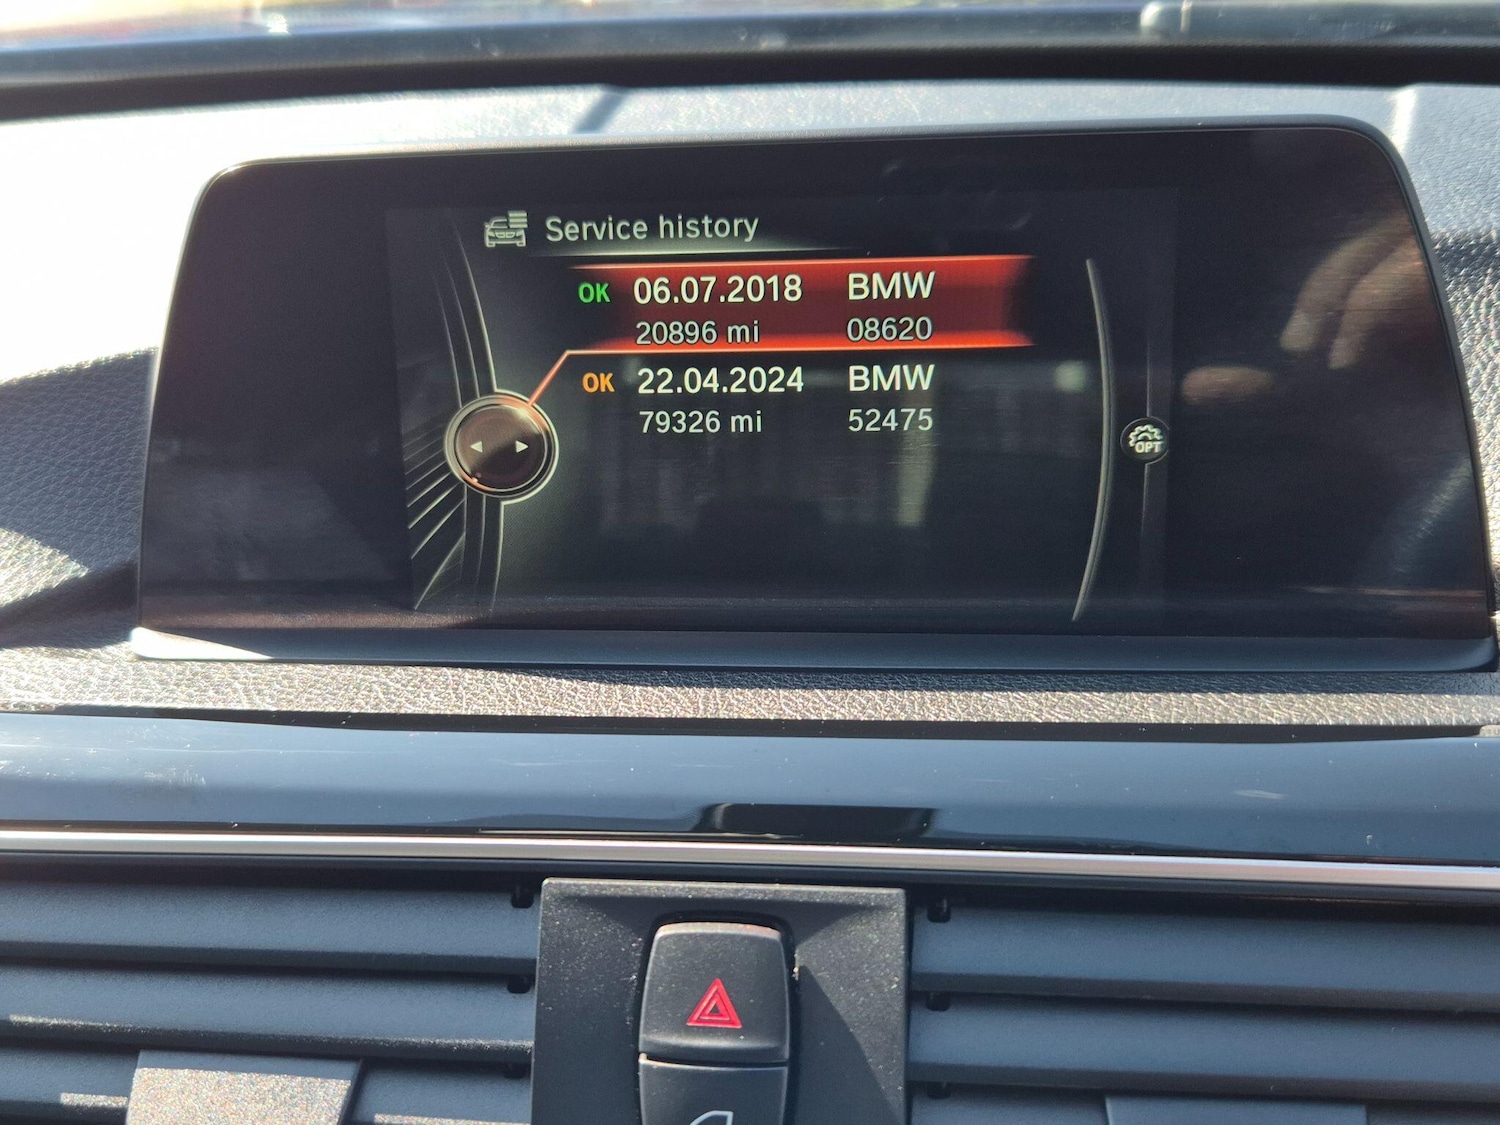 Service history
OK 06.07.2018 BMW
20896 mi 08620
OK 22.04.2024 BMW
79326 mi 52475
OPT